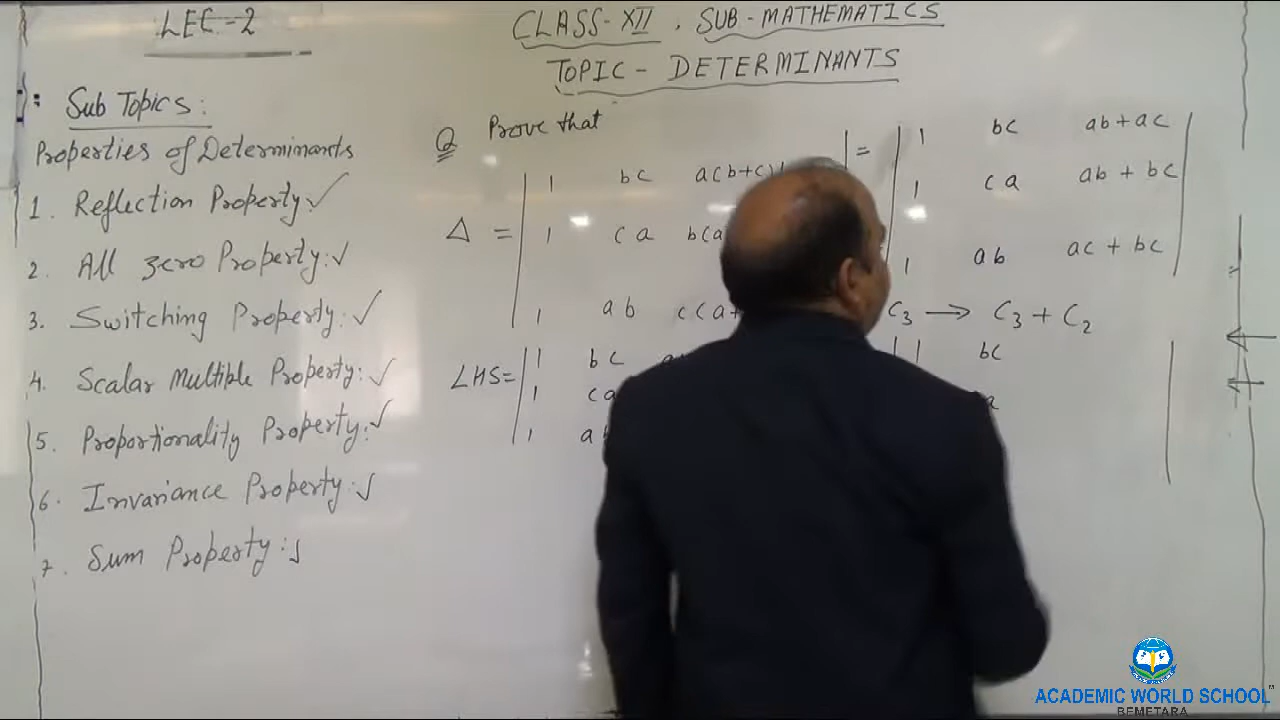 LEC-2
CLASS-XII, SUB-MATHEMATICS
TOPIC- DETERMINANTS
Sub Topics:
Properties of Determinants
1. Reflection Property: ✓
2. All zero Property: ✓
3. Switching Property: ✓
4. Scalar Multiple Property: ✓
5. Proportionality Property: ✓
6. Invariance Property: ✓
7. Sum Property: ✓
Q Prove that
1 bc a(b+c) | = | 1 bc ab+ac |
Δ = | 1 ca 1 ca ab + bc
1 ab 1 ab ac + bc
C3 → C3 + C2
LHS = | 1 bc | 1 bc
1 ca
1
ACADEMIC WORLD SCHOOL
BEMETARA